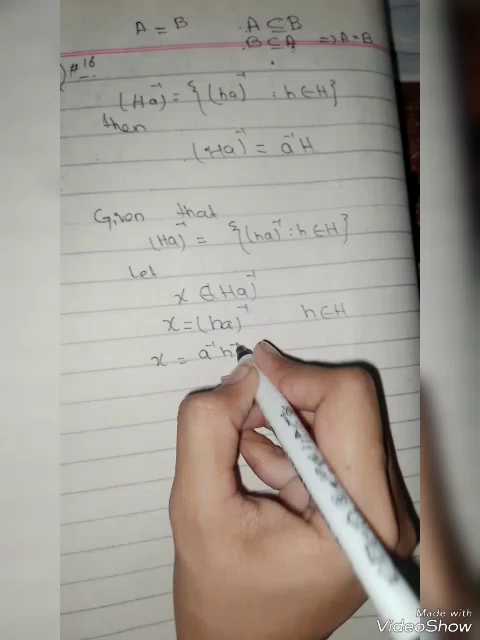 A = B A ⊆ B
B ⊆ A ⇒ A = B
#16
(Ha)⁻¹ = {(ha)⁻¹ : h ∈ H}
then
(Ha)⁻¹ = a⁻¹H
Given that
(Ha)⁻¹ = {(ha)⁻¹ : h ∈ H}
let
x ∈ (Ha)⁻¹
x = (ha)⁻¹ h ∈ H
x = a⁻¹ h⁻¹
Made with
VideoShow